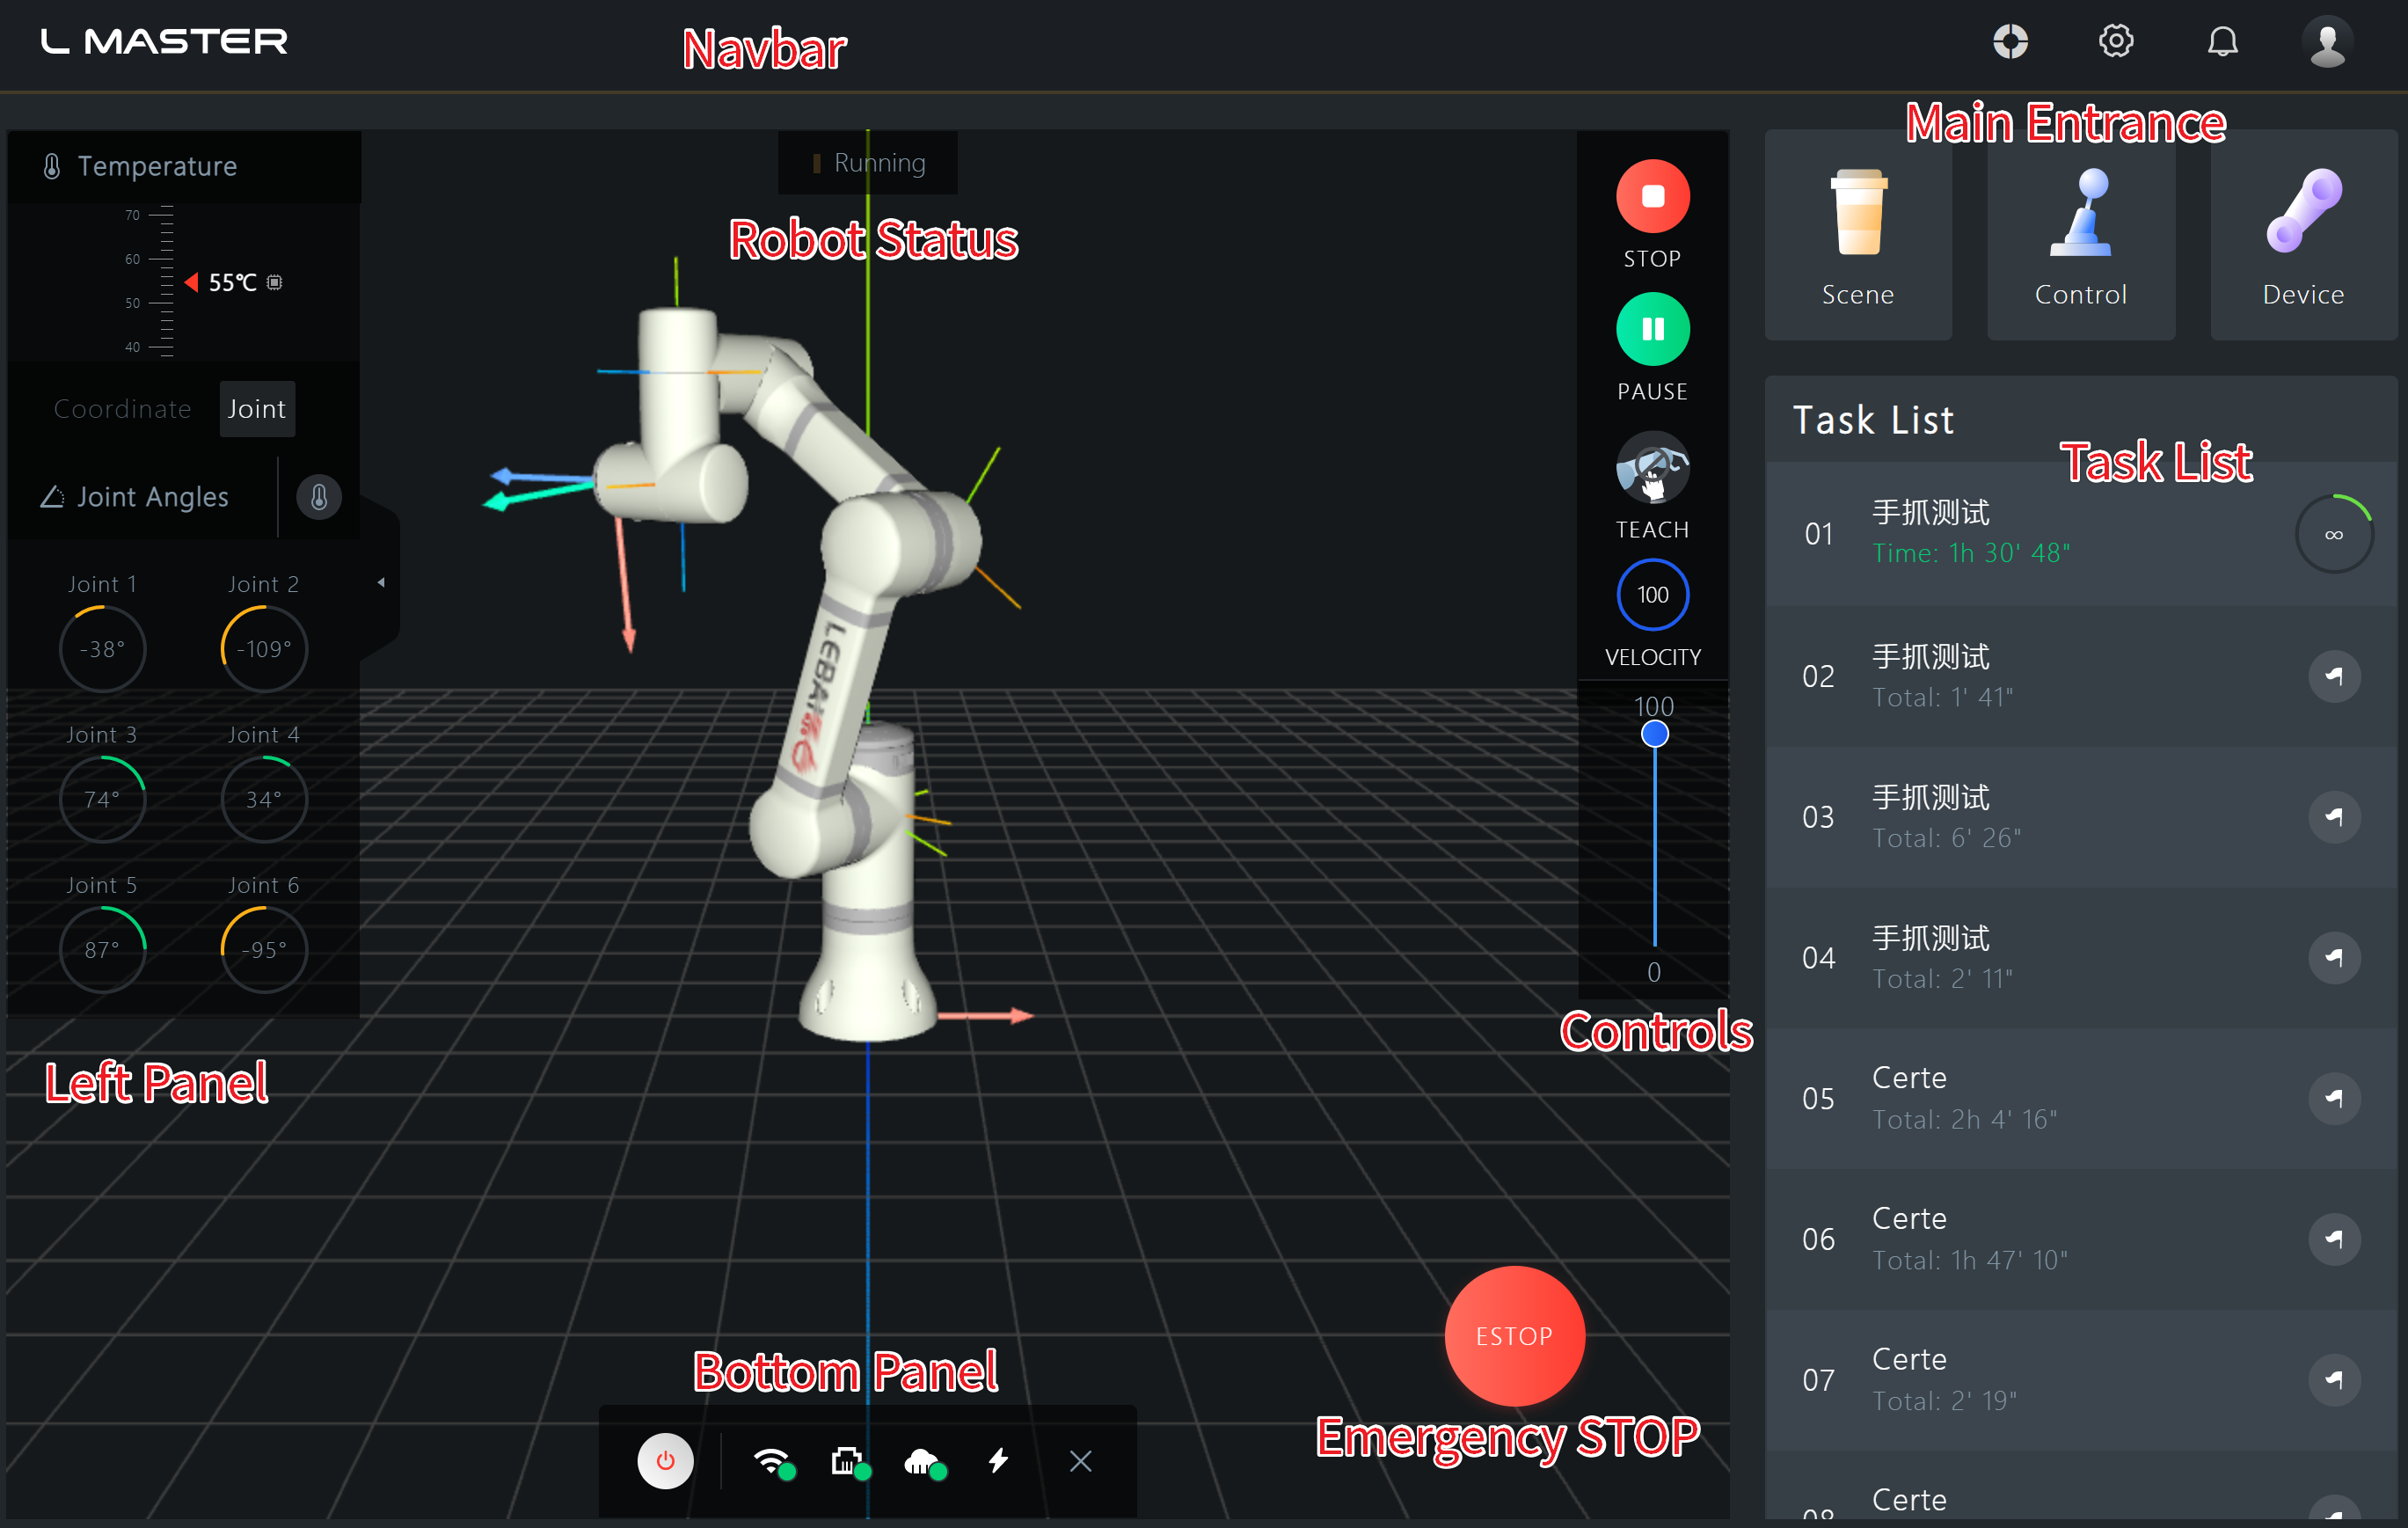 L MASTER
Navbar
Main Entrance
Temperature
70
60
55℃
50
40
Coordinate
Joint
Joint Angles
Joint 1
Joint 2
-38°
-109°
Joint 3
Joint 4
74°
34°
Joint 5
Joint 6
87°
-95°
Left Panel
Running
Robot Status
LEBAI
STOP
PAUSE
TEACH
100
VELOCITY
100
0
Controls
ESTOP
Emergency STOP
Bottom Panel
Scene
Control
Device
Task List
Task List
01
手抓测试
Time: 1h 30' 48"
∞
02
手抓测试
Total: 1' 41"
03
手抓测试
Total: 6' 26"
04
手抓测试
Total: 2' 11"
05
Certe
Total: 2h 4' 16"
06
Certe
Total: 1h 47' 10"
07
Certe
Total: 2' 19"
08
Certe